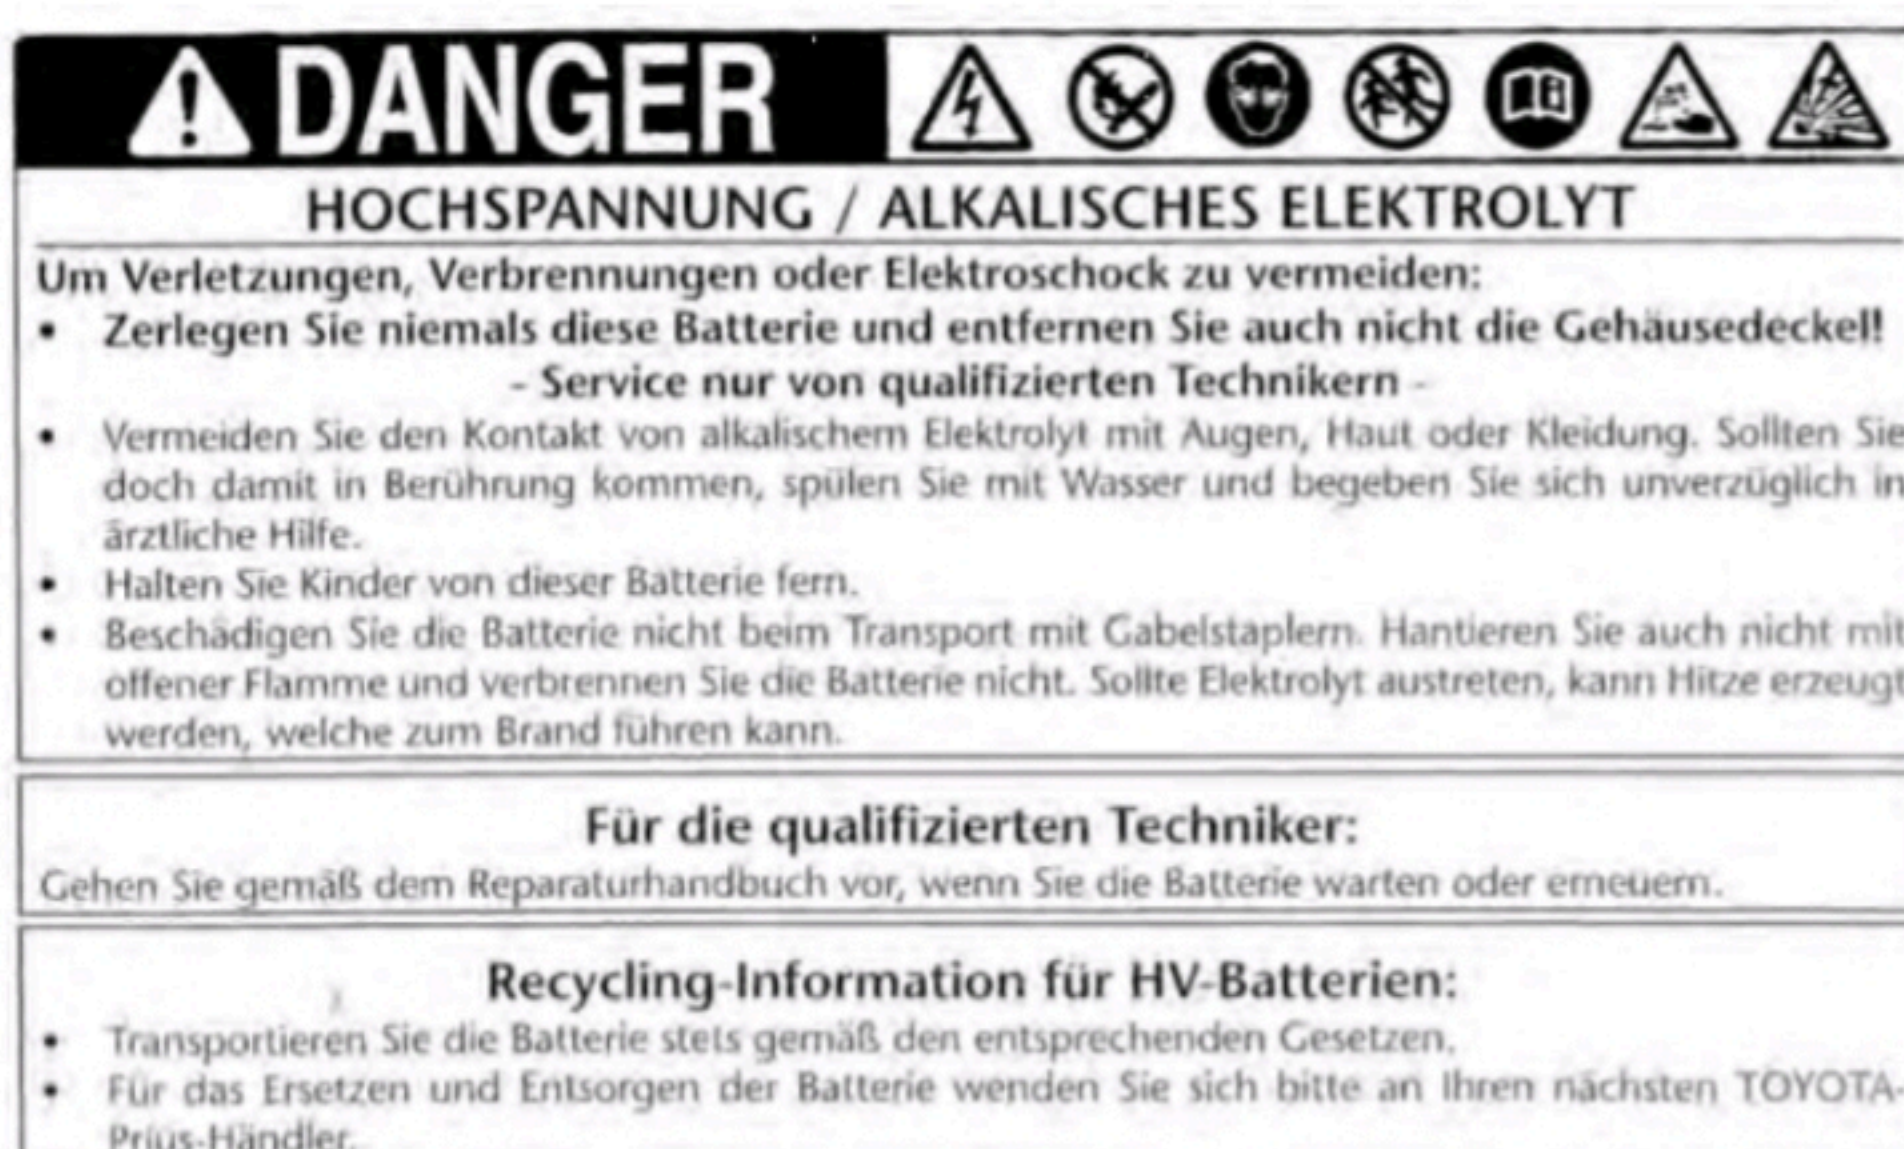 DANGER
HOCHSPANNUNG / ALKALISCHES ELEKTROLYT
Um Verletzungen, Verbrennungen oder Elektroschock zu vermeiden:
• Zerlegen Sie niemals diese Batterie und entfernen Sie auch nicht die Gehäusedeckel!
- Service nur von qualifizierten Technikern -
• Vermeiden Sie den Kontakt von alkalischem Elektrolyt mit Augen, Haut oder Kleidung. Sollten Sie
doch damit in Berührung kommen, spülen Sie mit Wasser und begeben Sie sich unverzüglich in
ärztliche Hilfe.
• Halten Sie Kinder von dieser Batterie fern.
• Beschädigen Sie die Batterie nicht beim Transport mit Gabelstaplern. Hantieren Sie auch nicht mit
offener Flamme und verbrennen Sie die Batterie nicht. Sollte Elektrolyt austreten, kann Hitze erzeugt
werden, welche zum Brand führen kann.
Für die qualifizierten Techniker:
Gehen Sie gemäß dem Reparaturhandbuch vor, wenn Sie die Batterie warten oder erneuern.
Recycling-Information für HV-Batterien:
• Transportieren Sie die Batterie stets gemäß den entsprechenden Gesetzen.
• Für das Ersetzen und Entsorgen der Batterie wenden Sie sich bitte an Ihren nächsten TOYOTA-
Prius-Händler.